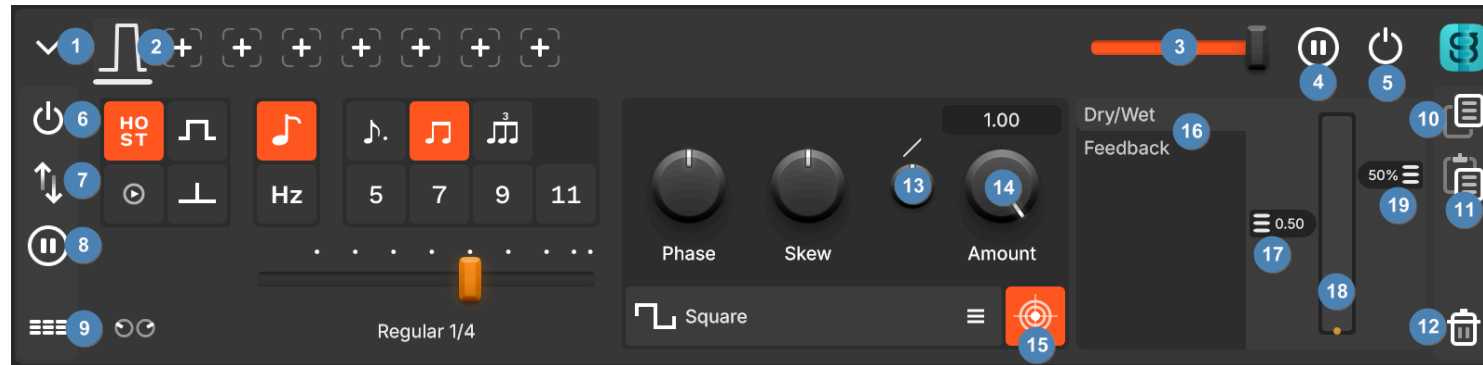 1 2 + + + + + + + 3 4 5
6 HO
ST 3 1.00 Dry/Wet 16 10
7 Hz 5 7 9 11 13 14 Feedback 50% 19 11
8 Phase Skew Amount 0.50 17
9 Regular 1/4 Square 15 18 12